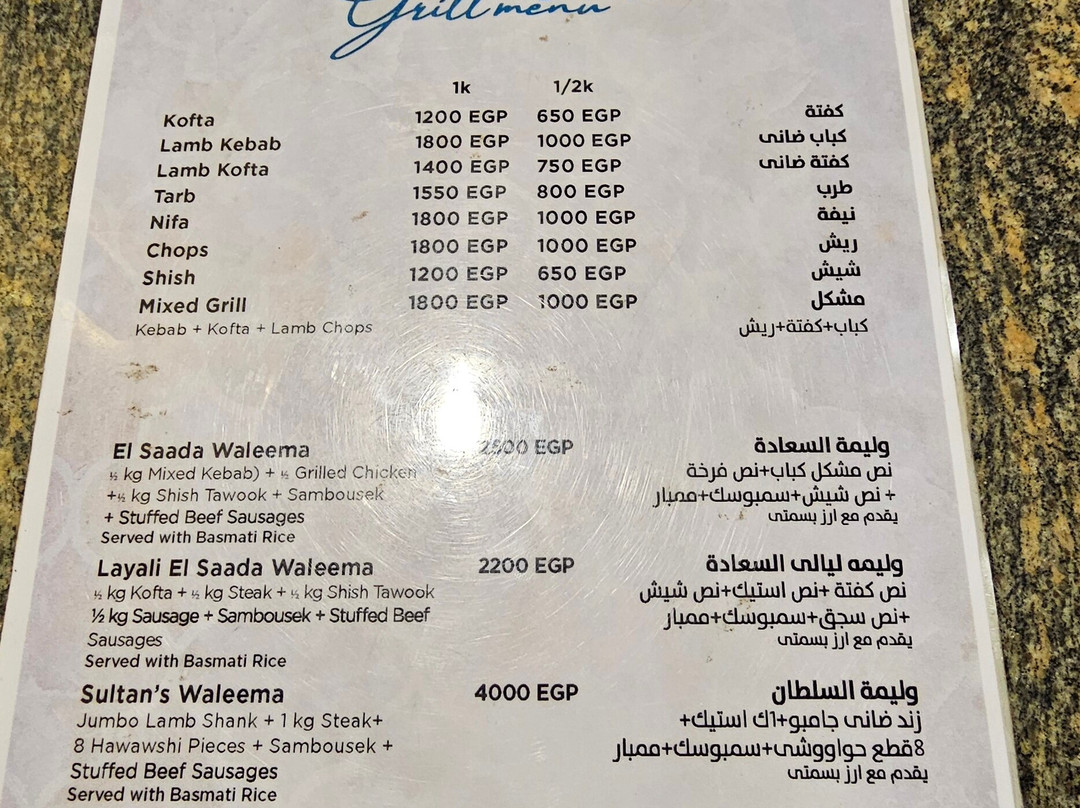 Grill menu
1k 1/2k
Kofta 1200 EGP 650 EGP كفتة
Lamb Kebab 1800 EGP 1000 EGP كباب ضانى
Lamb Kofta 1400 EGP 750 EGP كفتة ضانى
Tarb 1550 EGP 800 EGP طرب
Nifa 1800 EGP 1000 EGP نيفة
Chops 1800 EGP 1000 EGP ريش
Shish 1200 EGP 650 EGP شيش
Mixed Grill 1800 EGP 1000 EGP مشكل
Kebab + Kofta + Lamb Chops كباب+كفتة+ريش
El Saada Waleema EGP وليمة السعادة
½ kg Mixed Kebab) + ½ Grilled Chicken نص مشكل كباب+نص فرخة
+½ kg Shish Tawook + Sambousek + نص شيش+سمبوسك+ممبار
+ Stuffed Beef Sausages يقدم مع ارز بسمتى
Served with Basmati Rice
Layali El Saada Waleema 2200 EGP وليمه ليالى السعادة
½ kg Kofta + ½ kg Steak + ½ kg Shish Tawook نص كفتة +نص استيك+نص شيش
½ kg Sausage + Sambousek + Stuffed Beef +نص سجق+سمبوسك+ممبار
Sausages يقدم مع ارز بسمتى
Served with Basmati Rice
Sultan's Waleema 4000 EGP وليمة السلطان
Jumbo Lamb Shank + 1 kg Steak+ زند ضانى جامبو+1ك استيك+
8 Hawawshi Pieces + Sambousek + 8قطع حواووشى+سمبوسك+ممبار
Stuffed Beef Sausages يقدم مع ارز بسمتى
Served with Basmati Rice